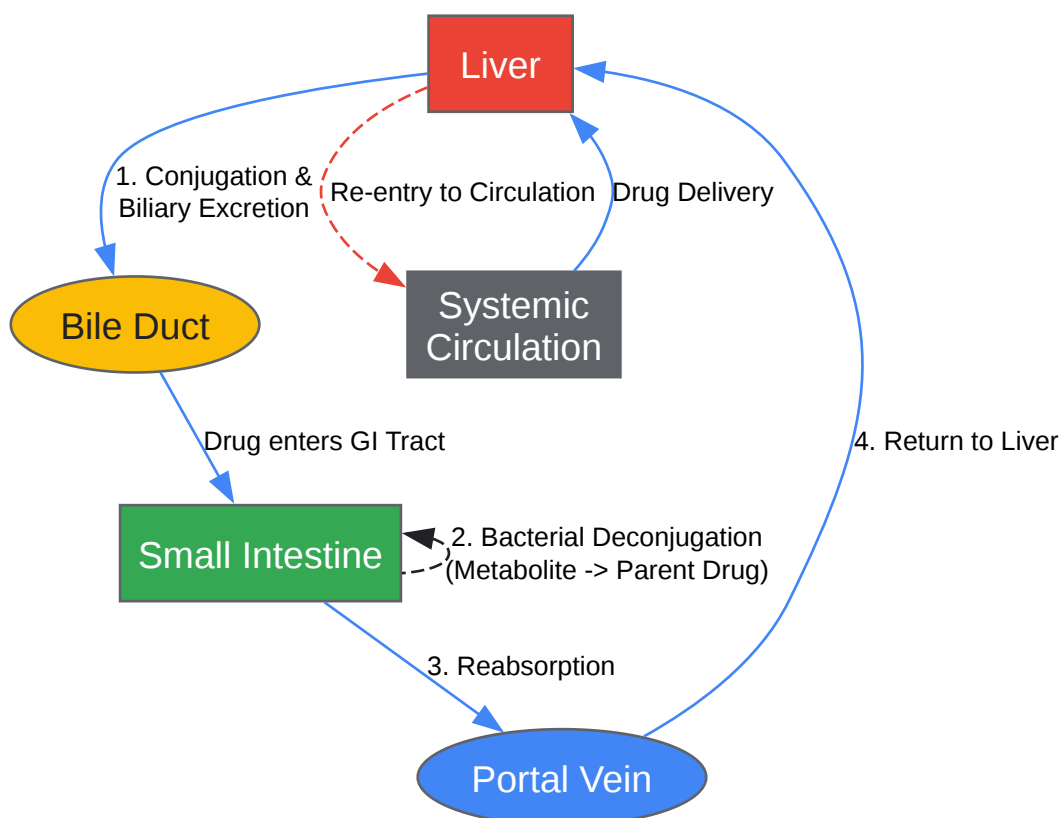 Liver
1. Conjugation &
Biliary Excretion
Re-entry to Circulation
Drug Delivery
Systemic
Circulation
Bile Duct
Drug enters GI Tract
4. Return to Liver
Small Intestine
2. Bacterial Deconjugation
(Metabolite -> Parent Drug)
3. Reabsorption
Portal Vein